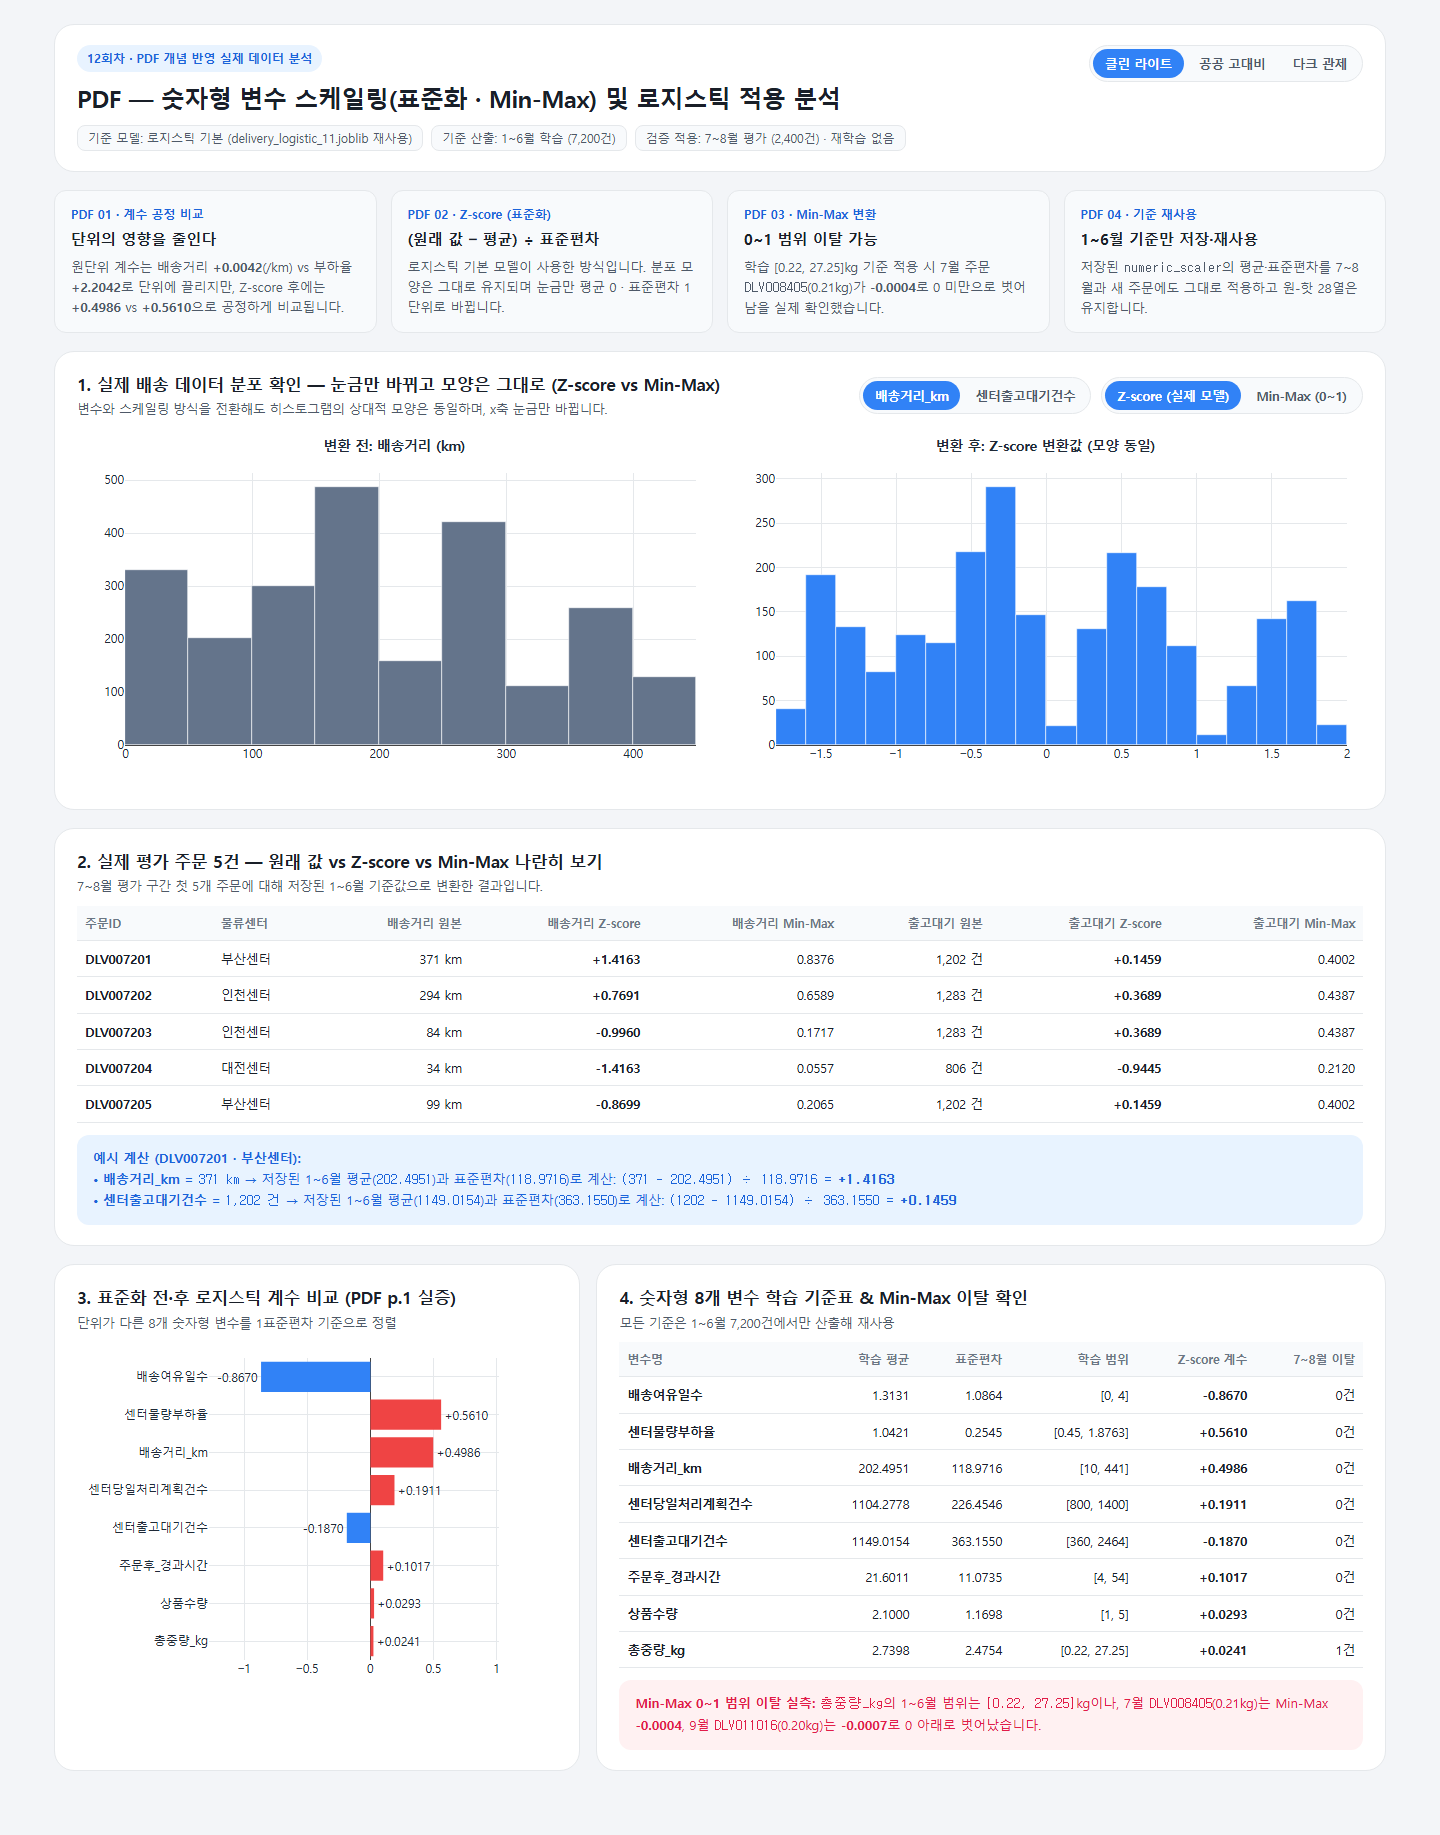 12회차 · PDF 개념 반영 실제 데이터 분석
클린 라이트 공공 고대비 다크 관제
PDF — 숫자형 변수 스케일링(표준화 · Min-Max) 및 로지스틱 적용 분석
기준 모델: 로지스틱 기본 (delivery_logistic_11.joblib 재사용) 기준 산출: 1~6월 학습 (7,200건) 검증 적용: 7~8월 평가 (2,400건) · 재학습 없음
PDF 01 · 계수 공정 비교
단위의 영향을 줄인다
원단위 계수는 배송거리 +0.0042(/km) vs 부하율
+2.2042로 단위에 끌리지만, Z-score 후에는
+0.4986 vs +0.5610으로 공정하게 비교됩니다.
PDF 02 · Z-score (표준화)
(원래 값 − 평균) ÷ 표준편차
로지스틱 기본 모델이 사용한 방식입니다. 분포 모
양은 그대로 유지되며 눈금만 평균 0 · 표준편차 1
단위로 바뀝니다.
PDF 03 · Min-Max 변환
0~1 범위 이탈 가능
학습 [0.22, 27.25]kg 기준 적용 시 7월 주문
DLV008405(0.21kg)가 -0.0004로 0 미만으로 벗어
남을 실제 확인했습니다.
PDF 04 · 기준 재사용
1~6월 기준만 저장·재사용
저장된 numeric_scaler의 평균·표준편차를 7~8
월과 새 주문에도 그대로 적용하고 원-핫 28열은
유지합니다.
1. 실제 배송 데이터 분포 확인 — 눈금만 바뀌고 모양은 그대로 (Z-score vs Min-Max)
변수와 스케일링 방식을 전환해도 히스토그램의 상대적 모양은 동일하며, x축 눈금만 바뀝니다.
배송거리_km 센터출고대기건수 Z-score (실제 모델) Min-Max (0~1)
변환 전: 배송거리 (km)
500
400
300
200
100
0
0 100 200 300 400
변환 후: Z-score 변환값 (모양 동일)
300
250
200
150
100
50
0
−1.5 −1 −0.5 0 0.5 1 1.5 2
2. 실제 평가 주문 5건 — 원래 값 vs Z-score vs Min-Max 나란히 보기
7~8월 평가 구간 첫 5개 주문에 대해 저장된 1~6월 기준값으로 변환한 결과입니다.
주문ID 물류센터 배송거리 원본 배송거리 Z-score 배송거리 Min-Max 출고대기 원본 출고대기 Z-score 출고대기 Min-Max
DLV007201 부산센터 371 km +1.4163 0.8376 1,202 건 +0.1459 0.4002
DLV007202 인천센터 294 km +0.7691 0.6589 1,283 건 +0.3689 0.4387
DLV007203 인천센터 84 km -0.9960 0.1717 1,283 건 +0.3689 0.4387
DLV007204 대전센터 34 km -1.4163 0.0557 806 건 -0.9445 0.2120
DLV007205 부산센터 99 km -0.8699 0.2065 1,202 건 +0.1459 0.4002
예시 계산 (DLV007201 · 부산센터):
• 배송거리_km = 371 km → 저장된 1~6월 평균(202.4951)과 표준편차(118.9716)로 계산: (371 - 202.4951) ÷ 118.9716 = +1.4163
• 센터출고대기건수 = 1,202 건 → 저장된 1~6월 평균(1149.0154)과 표준편차(363.1550)로 계산: (1202 - 1149.0154) ÷ 363.1550 = +0.1459
3. 표준화 전·후 로지스틱 계수 비교 (PDF p.1 실증)
단위가 다른 8개 숫자형 변수를 1표준편차 기준으로 정렬
배송여유일수 -0.8670
센터물량부하율 +0.5610
배송거리_km +0.4986
센터당일처리계획건수 +0.1911
센터출고대기건수 -0.1870
주문후_경과시간 +0.1017
상품수량 +0.0293
총중량_kg +0.0241
−1 −0.5 0 0.5 1
4. 숫자형 8개 변수 학습 기준표 & Min-Max 이탈 확인
모든 기준은 1~6월 7,200건에서만 산출해 재사용
변수명 학습 평균 표준편차 학습 범위 Z-score 계수 7~8월 이탈
배송여유일수 1.3131 1.0864 [0, 4] -0.8670 0건
센터물량부하율 1.0421 0.2545 [0.45, 1.8763] +0.5610 0건
배송거리_km 202.4951 118.9716 [10, 441] +0.4986 0건
센터당일처리계획건수 1104.2778 226.4546 [800, 1400] +0.1911 0건
센터출고대기건수 1149.0154 363.1550 [360, 2464] -0.1870 0건
주문후_경과시간 21.6011 11.0735 [4, 54] +0.1017 0건
상품수량 2.1000 1.1698 [1, 5] +0.0293 0건
총중량_kg 2.7398 2.4754 [0.22, 27.25] +0.0241 1건
Min-Max 0~1 범위 이탈 실측: 총중량_kg의 1~6월 범위는 [0.22, 27.25]kg이나, 7월 DLV008405(0.21kg)는 Min-Max
-0.0004, 9월 DLV011016(0.20kg)는 -0.0007로 0 아래로 벗어났습니다.